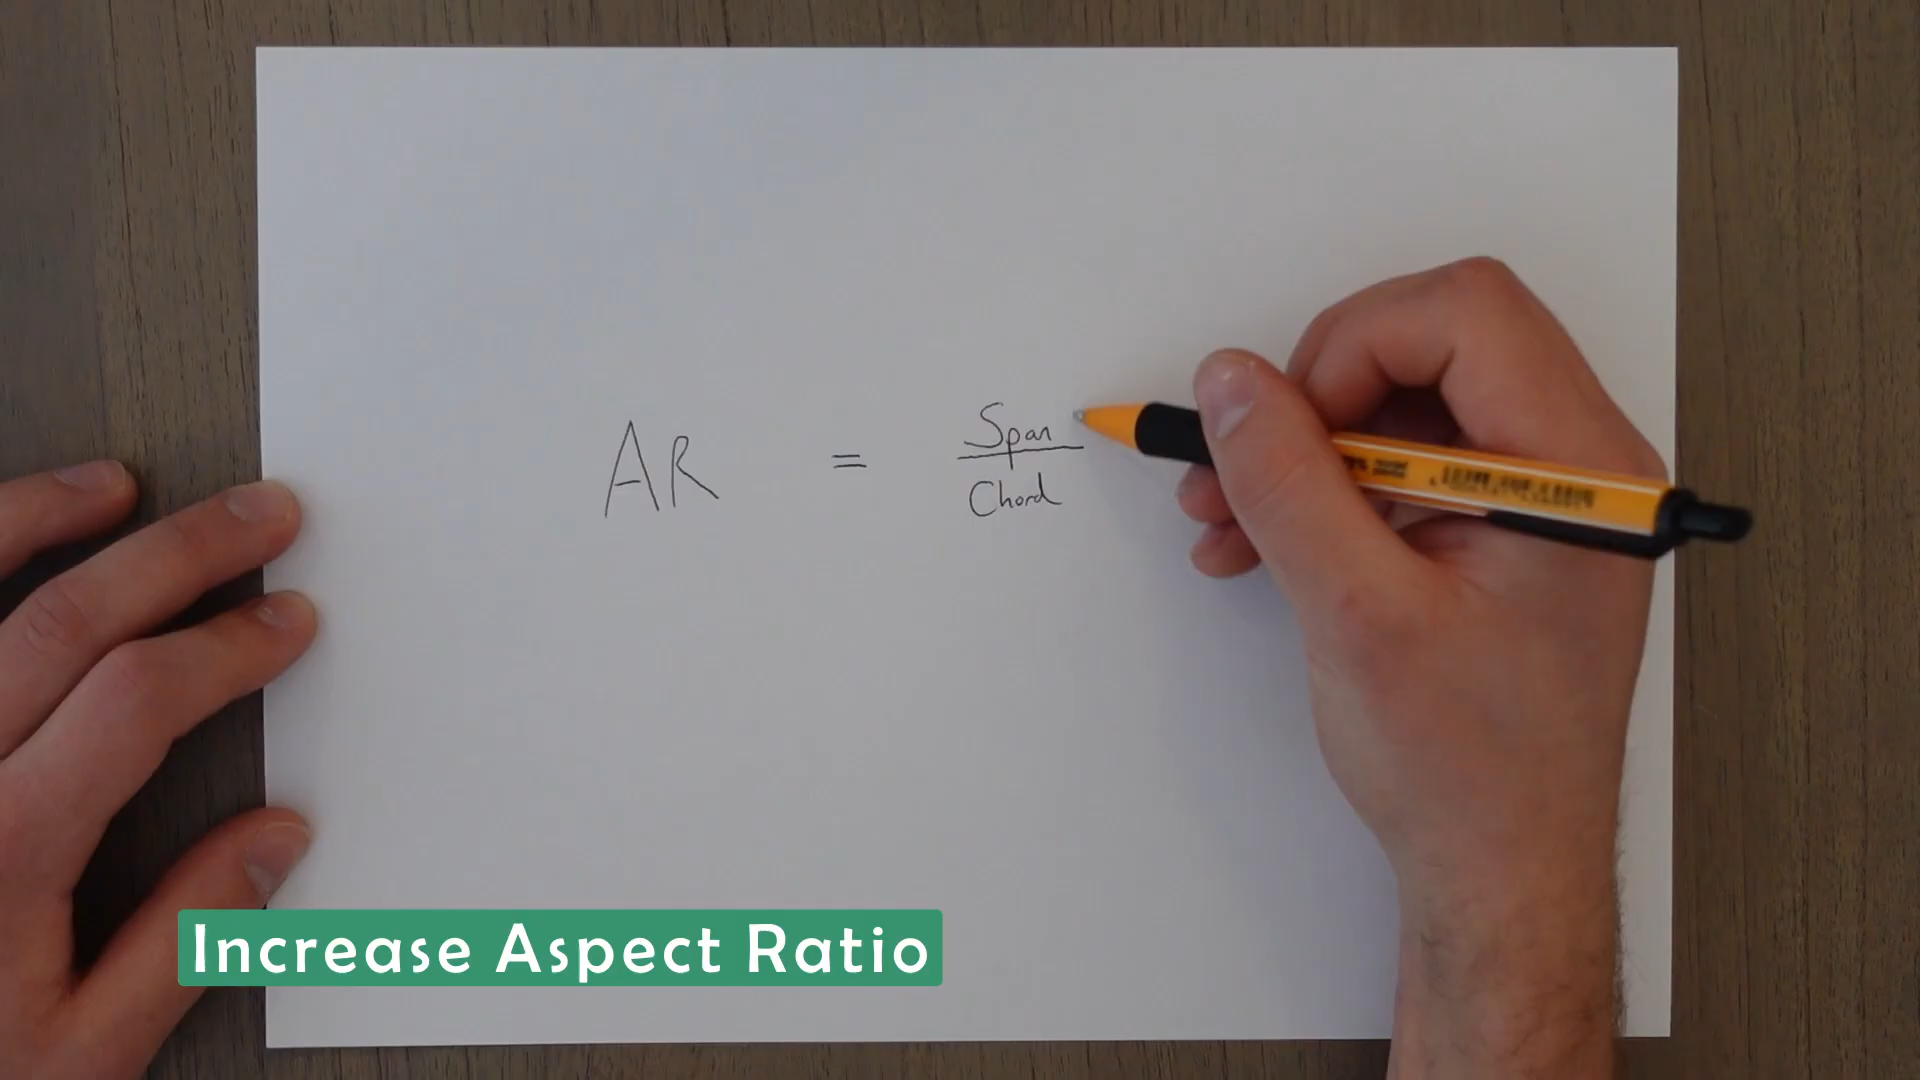 AR = Span
Chord
Increase Aspect Ratio